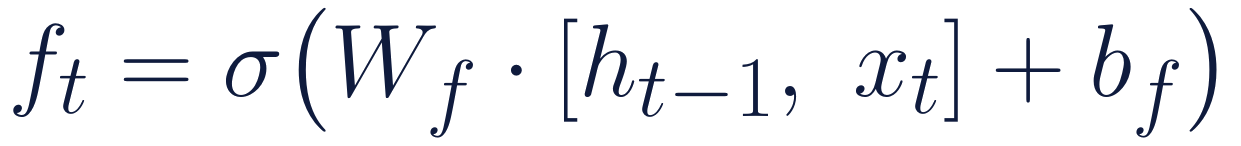 f_t = σ(W_f · [h_{t−1}, x_t] + b_f)